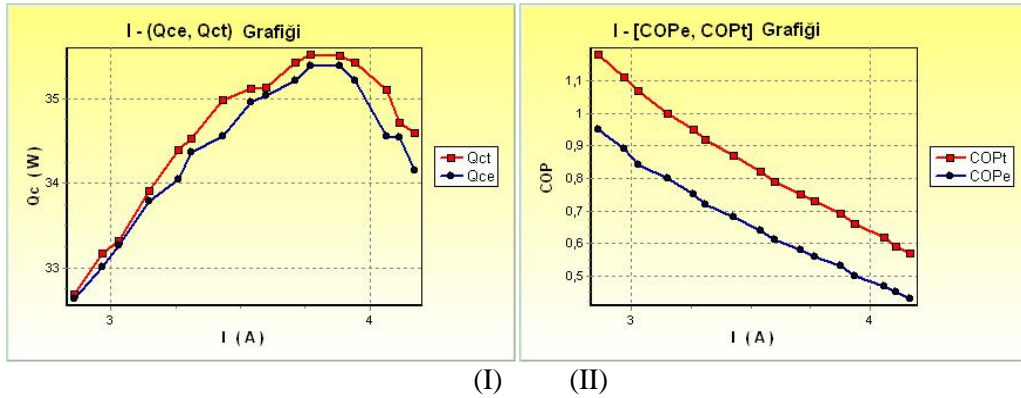 I - (Qce, Qct) Grafiği
Qc (W)
35
34
33
3
4
I (A)
Qct
Qce
I - [COPe, COPt] Grafiği
COP
1,1
1
0,9
0,8
0,7
0,6
0,5
3
4
I (A)
COPt
COPe
(I) (II)